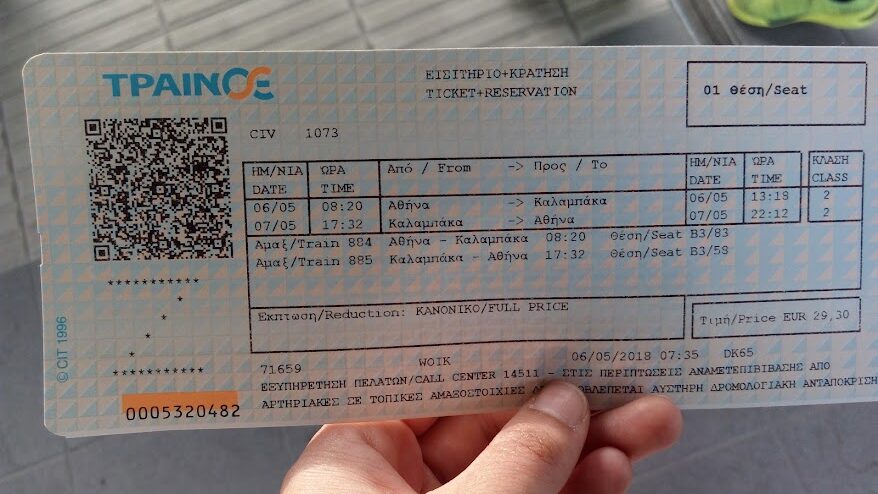 ΤΡΑΙΝΟΣΕ
ΕΙΣΙΤΗΡΙΟ+ΚΡΑΤΗΣΗ
TICKET+RESERVATION
01 Θέση/Seat
CIV 1073
ΗΜ/ΝΙΑ ΩΡΑ Από / From -> Προς / To ΗΜ/ΝΙΑ ΩΡΑ ΚΛΑΣΗ
DATE TIME DATE TIME CLASS
06/05 08:20 Αθήνα -> Καλαμπάκα 06/05 13:18 2
07/05 17:32 Καλαμπάκα -> Αθήνα 07/05 22:12 2
Αμαξ/Train 884 Αθήνα - Καλαμπάκα 08:20 Θέση/Seat B3/83
Αμαξ/Train 885 Καλαμπάκα - Αθήνα 17:32 Θέση/Seat
Εκπτωση/Reduction: ΚΑΝΟΝΙΚΟ/FULL PRICE
Τιμή/Price EUR 29,30
***********
*
*
*
*
***********
© CIT 1996
71659 WOIK 06/05/2018 07:35 DK65
ΕΞΥΠΗΡΕΤΗΣΗ ΠΕΛΑΤΩΝ/CALL CENTER 14511 - ΣΤΙΣ ΠΕΡΙΠΤΩΣΕΙΣ ΑΝΑΜΕΤΕΠΙΒΙΒΑΣΗΣ ΑΠΟ
ΑΡΤΗΡΙΑΚΕΣ ΣΕ ΤΟΠΙΚΕΣ ΑΜΑΞΟΣΤΟΙΧΙΕΣ ΑΥΣΤΗΡΗ ΔΡΟΜΟΛΟΓΙΑΚΗ ΑΝΤΑΠΟΚΡΙΣΗ
0005320482